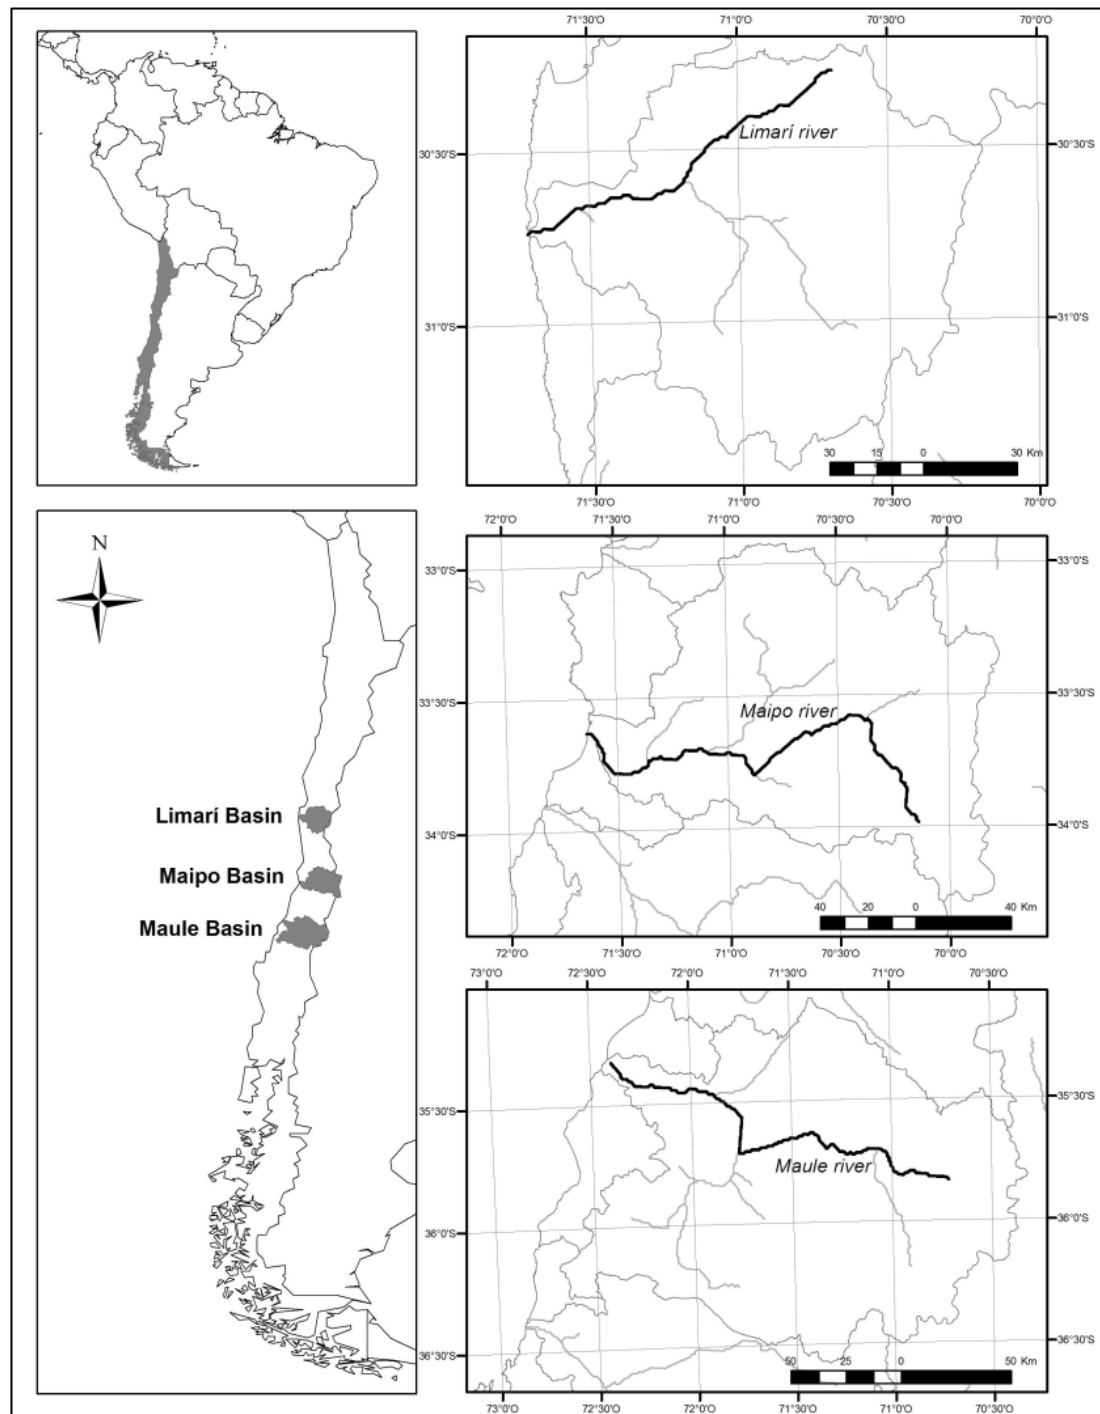 N
Limarí Basin
Maipo Basin
Maule Basin
71°30'O 71°0'O 70°30'O 70°0'O
Limarí river
30°30'S 30°30'S
31°0'S 31°0'S
30 15 0 30 Km
71°30'O 71°0'O 70°30'O 70°0'O
72°0'O 71°30'O 71°0'O 70°30'O 70°0'O
33°0'S 33°0'S
33°30'S 33°30'S
Maipo river
34°0'S 34°0'S
40 20 0 40 Km
72°0'O 71°30'O 71°0'O 70°30'O 70°0'O
73°0'O 72°30'O 72°0'O 71°30'O 71°0'O 70°30'O
35°30'S 35°30'S
Maule river
36°0'S 36°0'S
36°30'S 36°30'S
50 25 0 50 Km
73°0'O 72°30'O 72°0'O 71°30'O 71°0'O 70°30'O